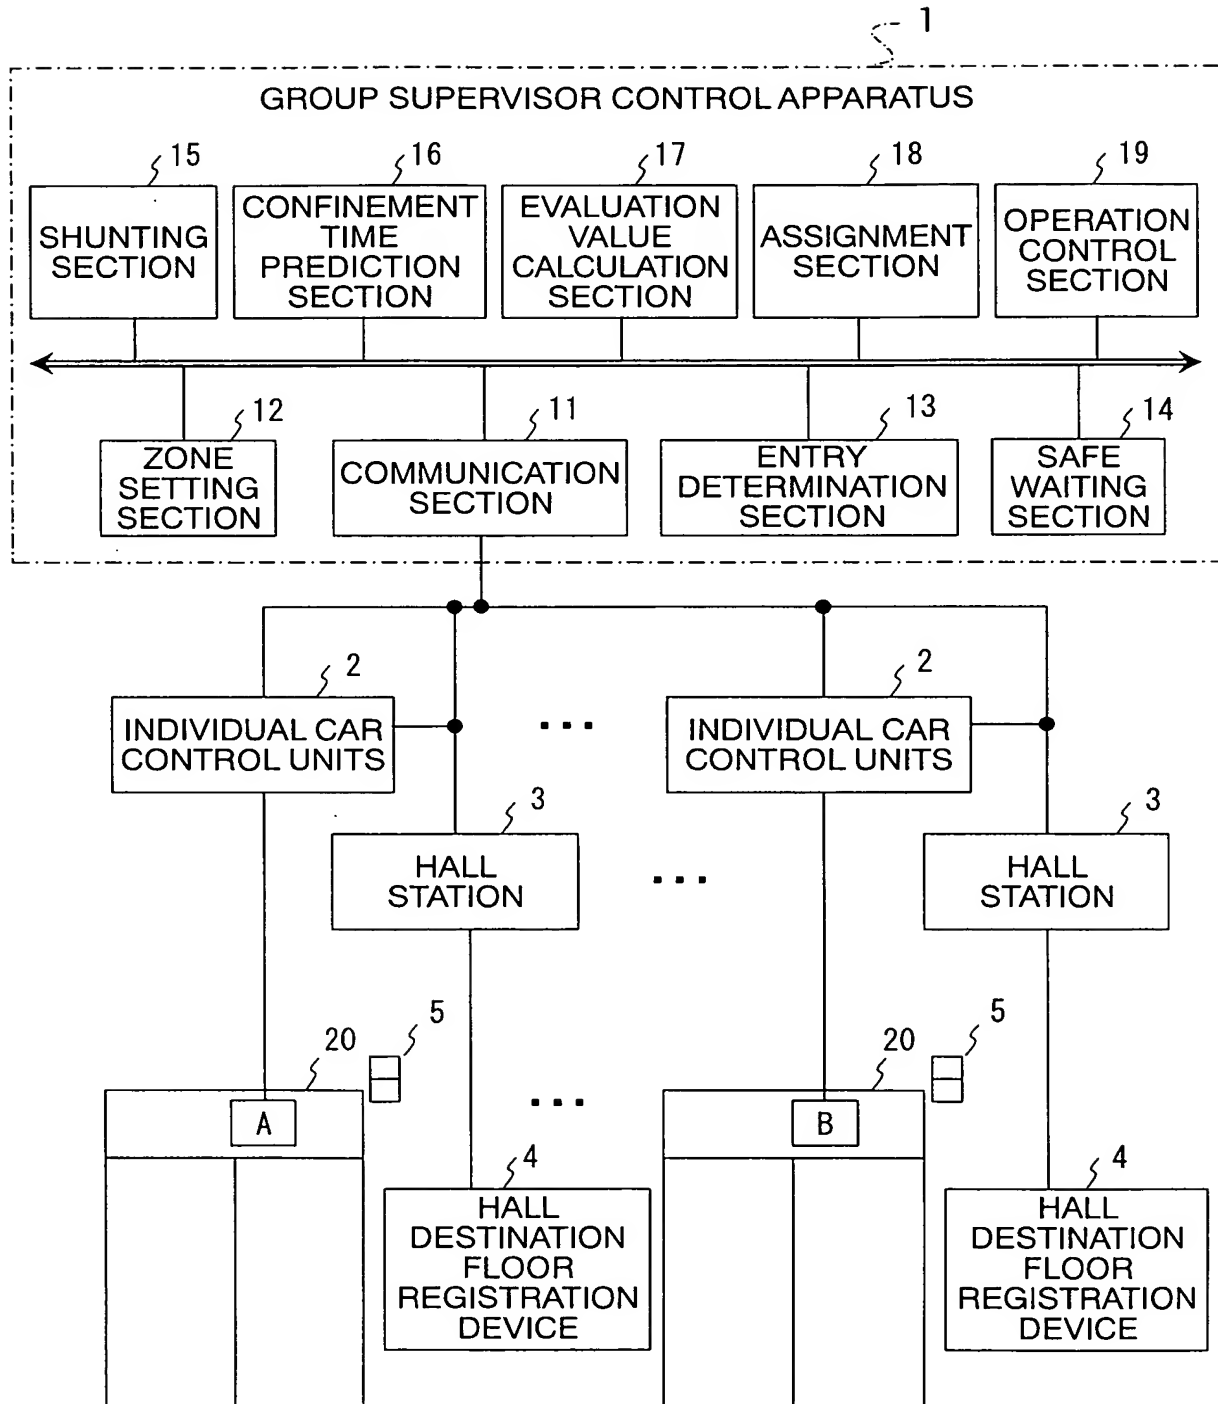 1
GROUP SUPERVISOR CONTROL APPARATUS
15
16
17
18
19
SHUNTING
SECTION
CONFINEMENT
TIME
PREDICTION
SECTION
EVALUATION
VALUE
CALCULATION
SECTION
ASSIGNMENT
SECTION
OPERATION
CONTROL
SECTION
12
11
13
14
ZONE
SETTING
SECTION
COMMUNICATION
SECTION
ENTRY
DETERMINATION
SECTION
SAFE
WAITING
SECTION
2
2
INDIVIDUAL CAR
CONTROL UNITS
...
INDIVIDUAL CAR
CONTROL UNITS
3
3
HALL
STATION
...
HALL
STATION
20
5
20
5
A
...
B
4
4
HALL
DESTINATION
FLOOR
REGISTRATION
DEVICE
HALL
DESTINATION
FLOOR
REGISTRATION
DEVICE